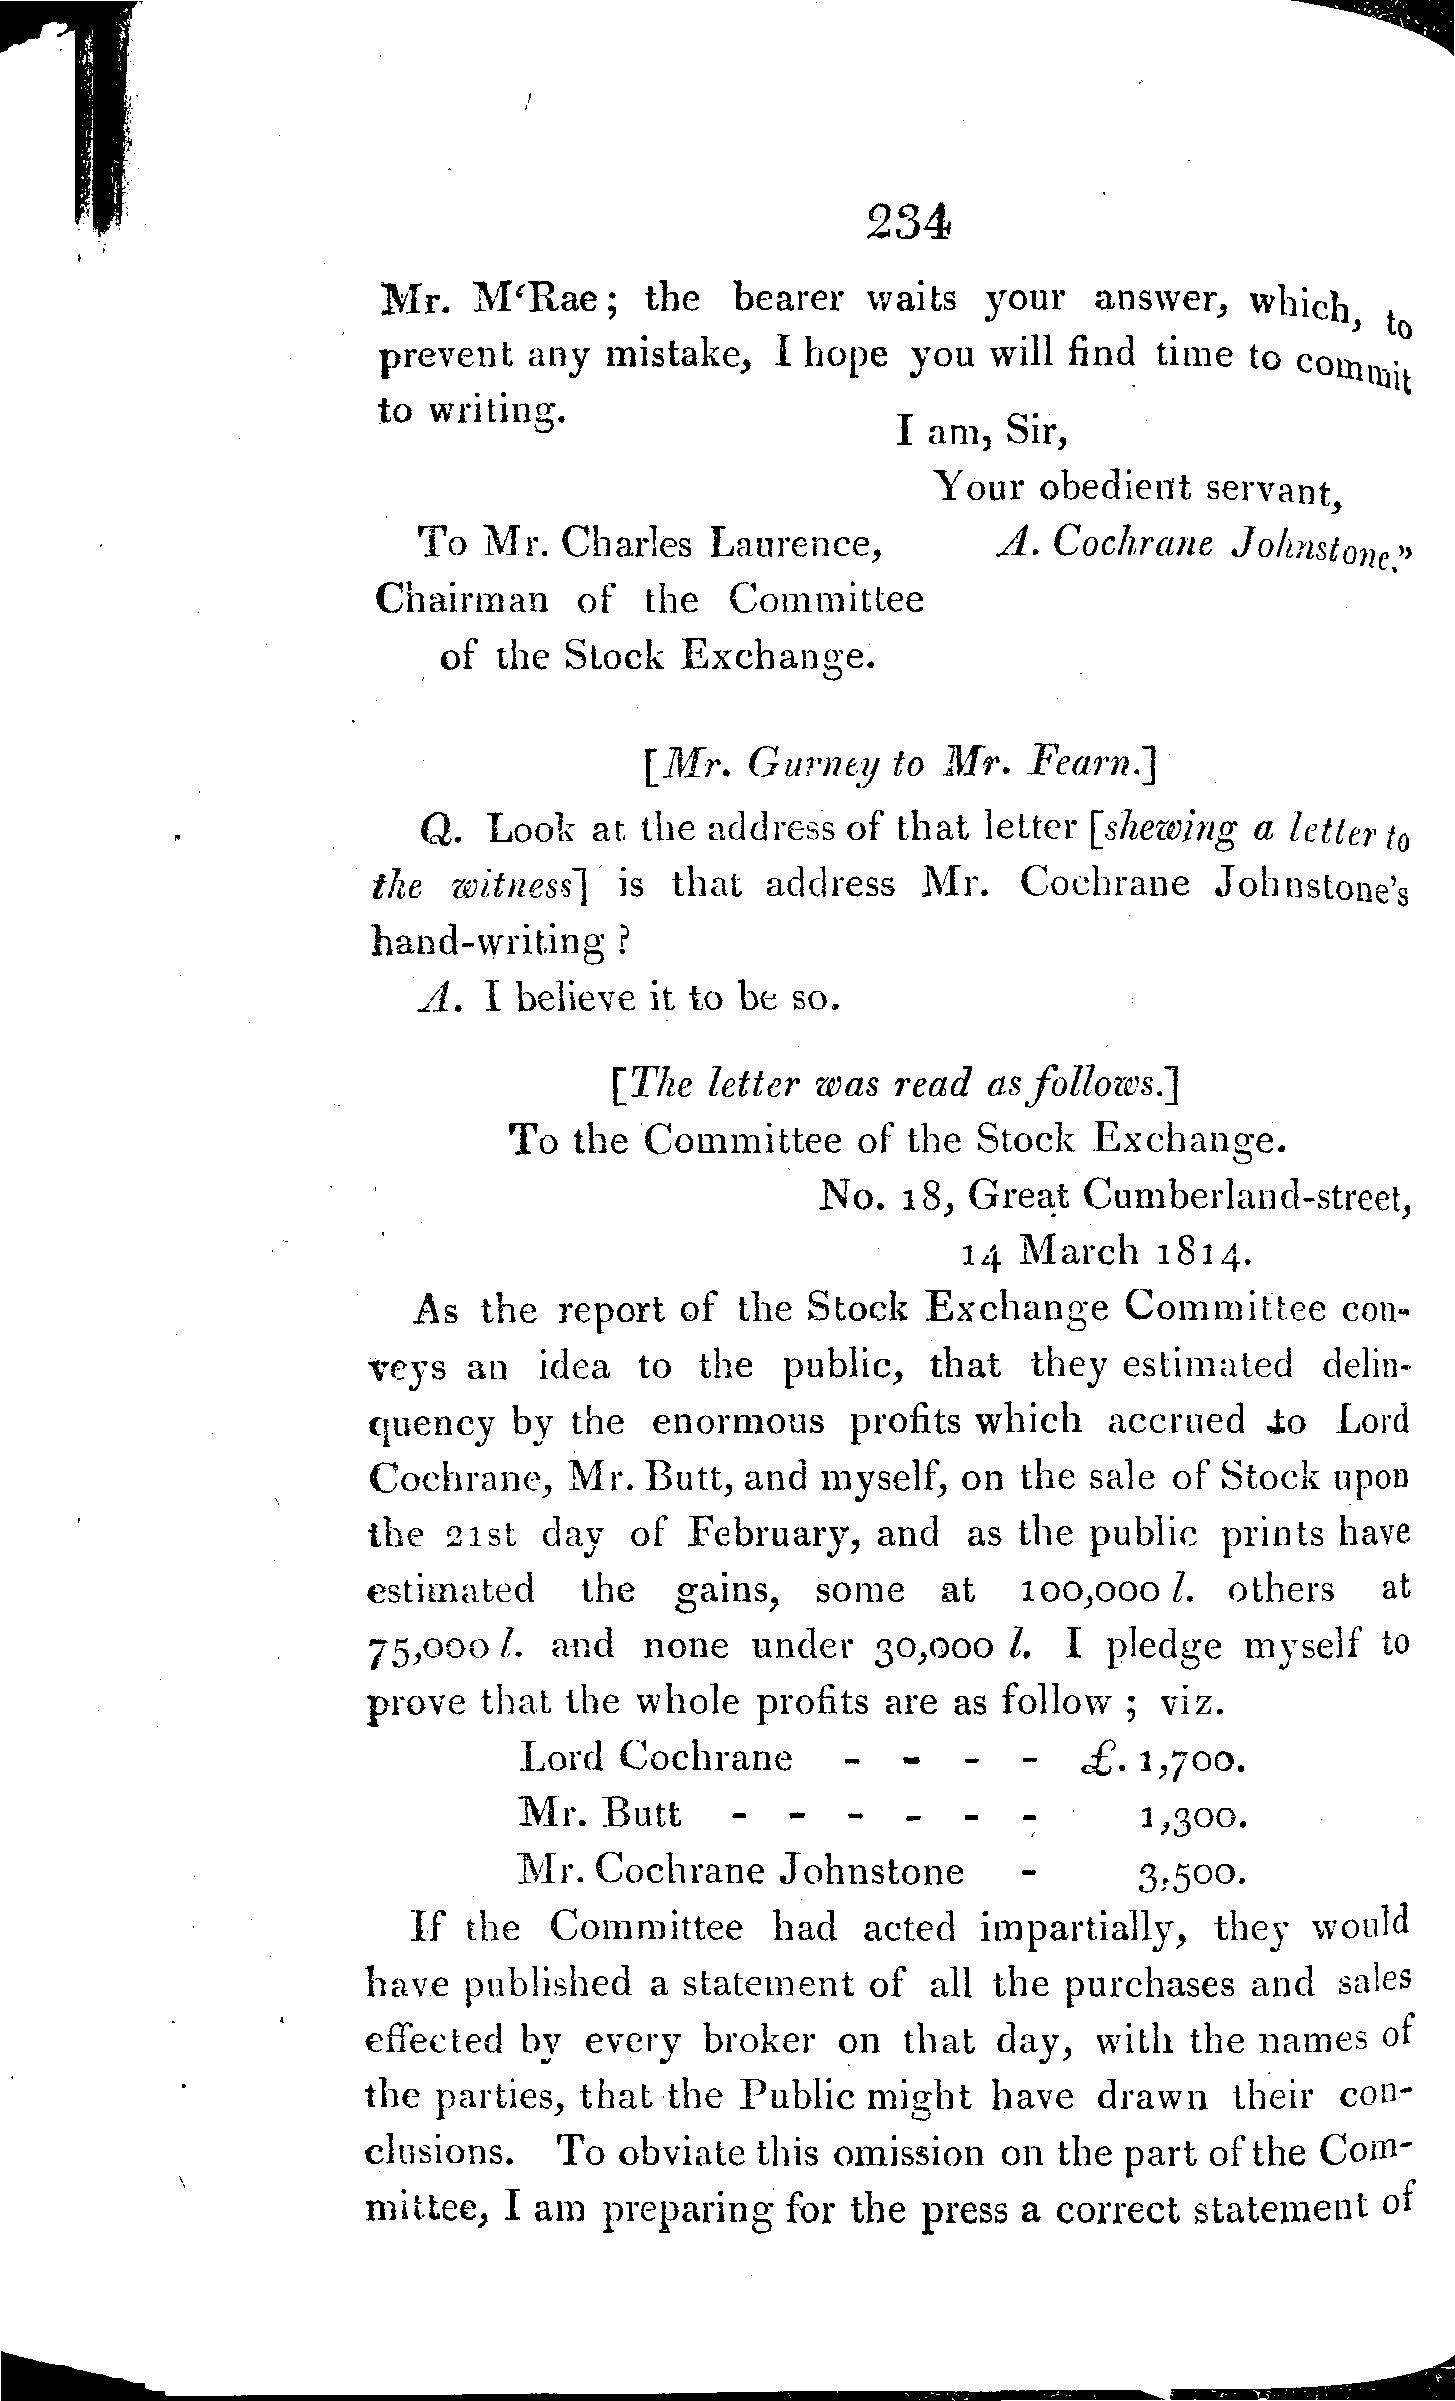 234
Mr. M‘Rae; the bearer waits your answer, which, to
prevent any mistake, I hope you will find time to commit
to writing.
I am, Sir,
Your obedient servant,
To Mr. Charles Laurence, A. Cochrane Johnstone."
Chairman of the Committee
of the Stock Exchange.
[Mr. Gurney to Mr. Fearn.]
Q. Look at the address of that letter [shewing a letter to
the witness] is that address Mr. Cochrane Johnstone's
hand-writing ?
A. I believe it to be so.
[The letter was read as follows.]
To the Committee of the Stock Exchange.
No. 18, Great Cumberland-street,
14 March 1814.
As the report of the Stock Exchange Committee con-
veys an idea to the public, that they estimated delin-
quency by the enormous profits which accrued to Lord
Cochrane, Mr. Butt, and myself, on the sale of Stock upon
the 21st day of February, and as the public prints have
estimated the gains, some at 100,000 l. others at
75,000 l. and none under 30,000 l. I pledge myself to
prove that the whole profits are as follow ; viz.
Lord Cochrane - - - - £. 1,700.
Mr. Butt - - - - - - 1,300.
Mr. Cochrane Johnstone - 3,500.
If the Committee had acted impartially, they would
have published a statement of all the purchases and sales
effected by every broker on that day, with the names of
the parties, that the Public might have drawn their con-
clusions. To obviate this omission on the part of the Com-
mittee, I am preparing for the press a correct statement of